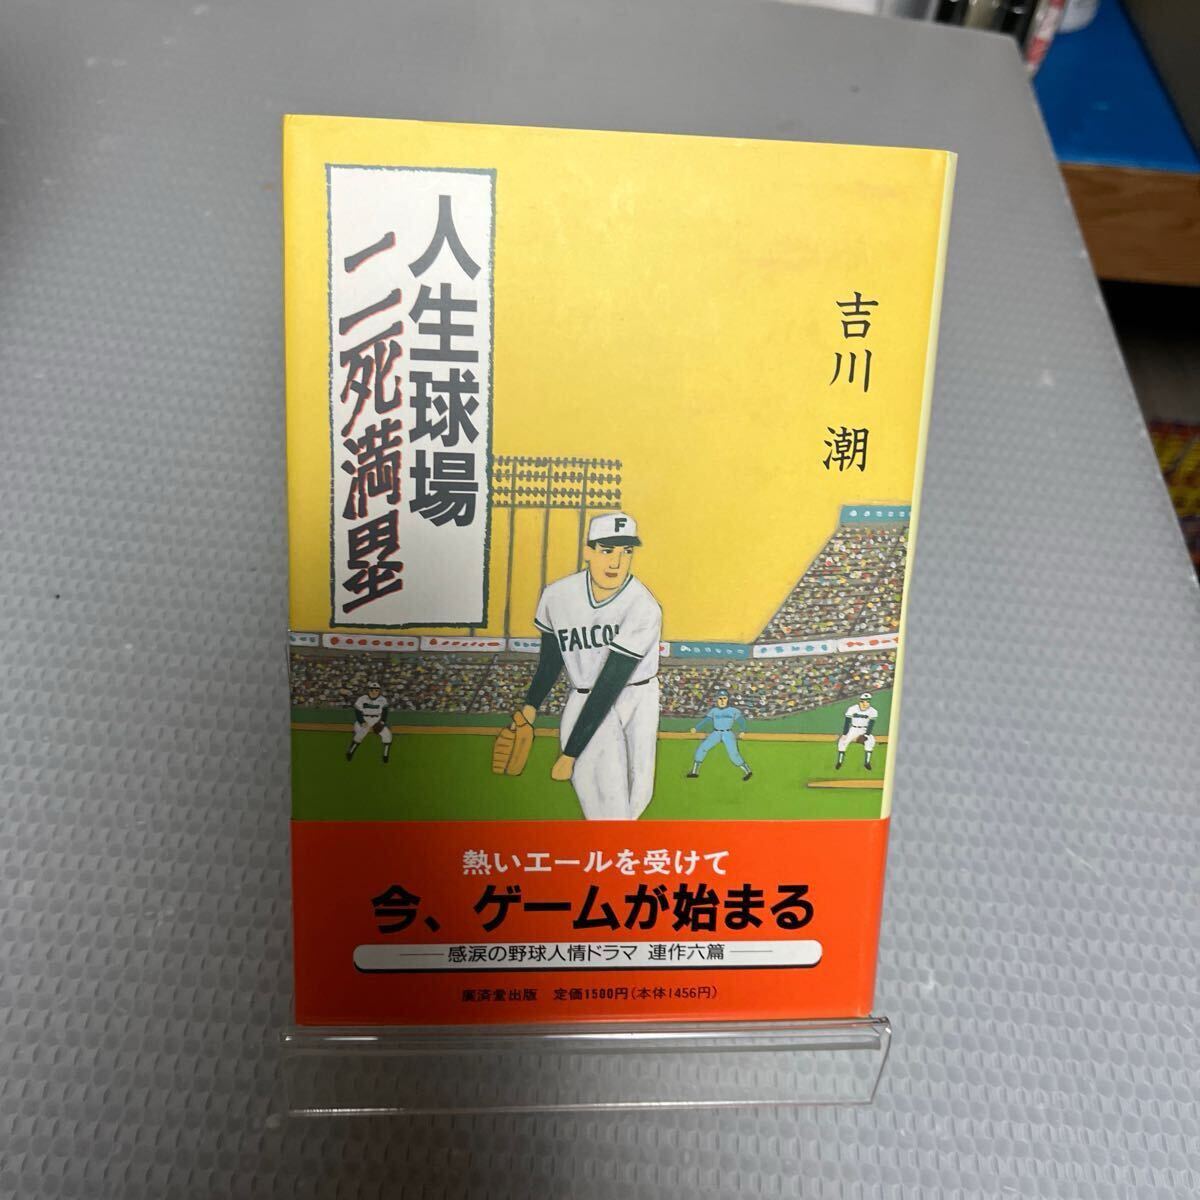 人生球場
二死満塁
吉川 潮
F
FALCO
熱いエールを受けて
今、ゲームが始まる
感涙の野球人情ドラマ 連作六篇
廣済堂出版 定価1500円(本体1456円)